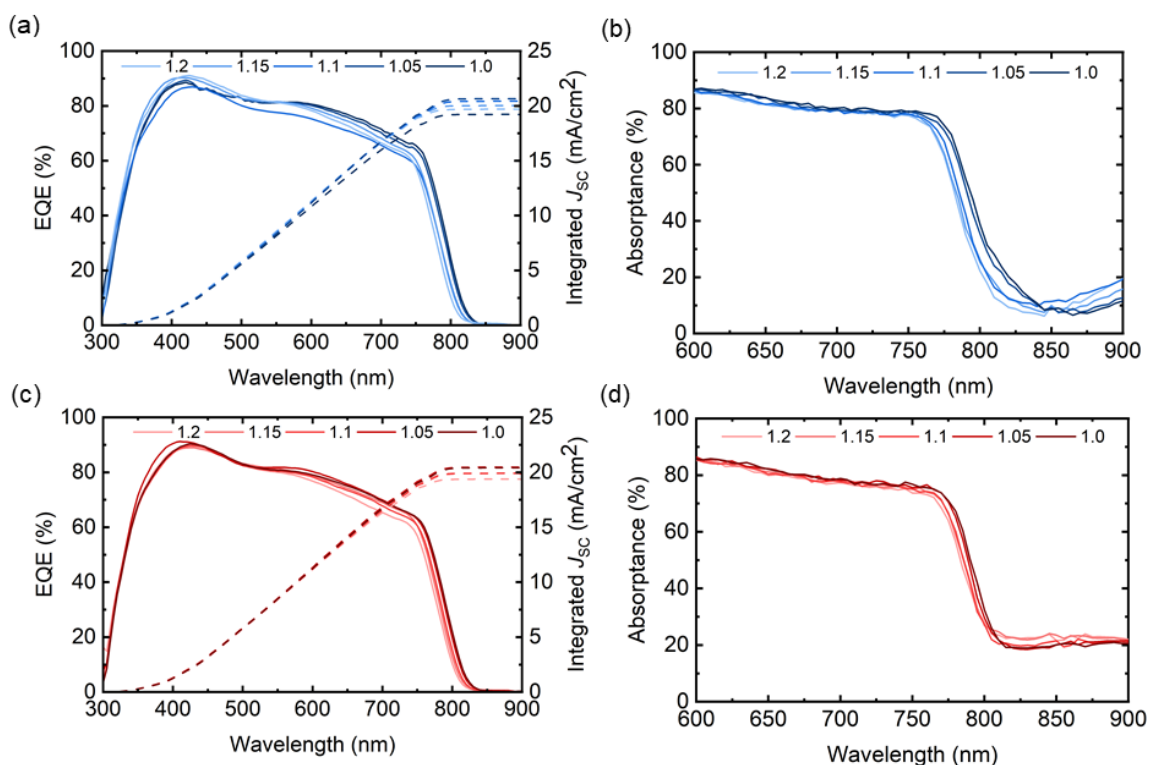 (a)
1.2 1.15 1.1 1.05 1.0
100
80
60
40
20
0
EQE (%)
25
20
15
10
5
0
Integrated JSC (mA/cm2)
300 400 500 600 700 800 900
Wavelength (nm)
(b)
1.2 1.15 1.1 1.05 1.0
100
80
60
40
20
0
Absorptance (%)
600 650 700 750 800 850 900
Wavelength (nm)
(c)
1.2 1.15 1.1 1.05 1.0
100
80
60
40
20
0
EQE (%)
25
20
15
10
5
0
Integrated JSC (mA/cm2)
300 400 500 600 700 800 900
Wavelength (nm)
(d)
1.2 1.15 1.1 1.05 1.0
100
80
60
40
20
0
Absorptance (%)
600 650 700 750 800 850 900
Wavelength (nm)